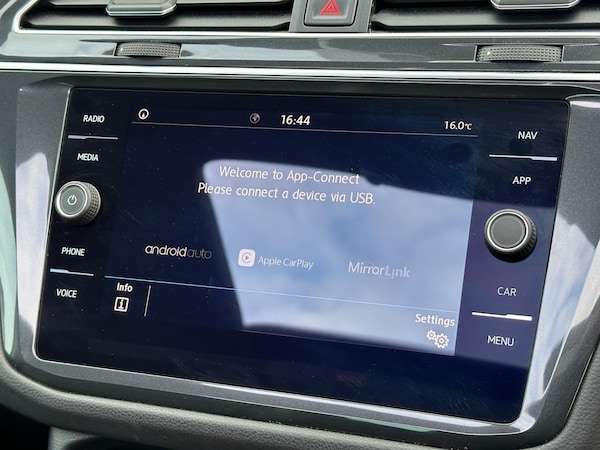 RADIO
MEDIA
PHONE
VOICE
16:44
16.0°C
Welcome to App-Connect
Please connect a device via USB.
androidauto
Apple CarPlay
MirrorLink
Info
Settings
NAV
APP
CAR
MENU